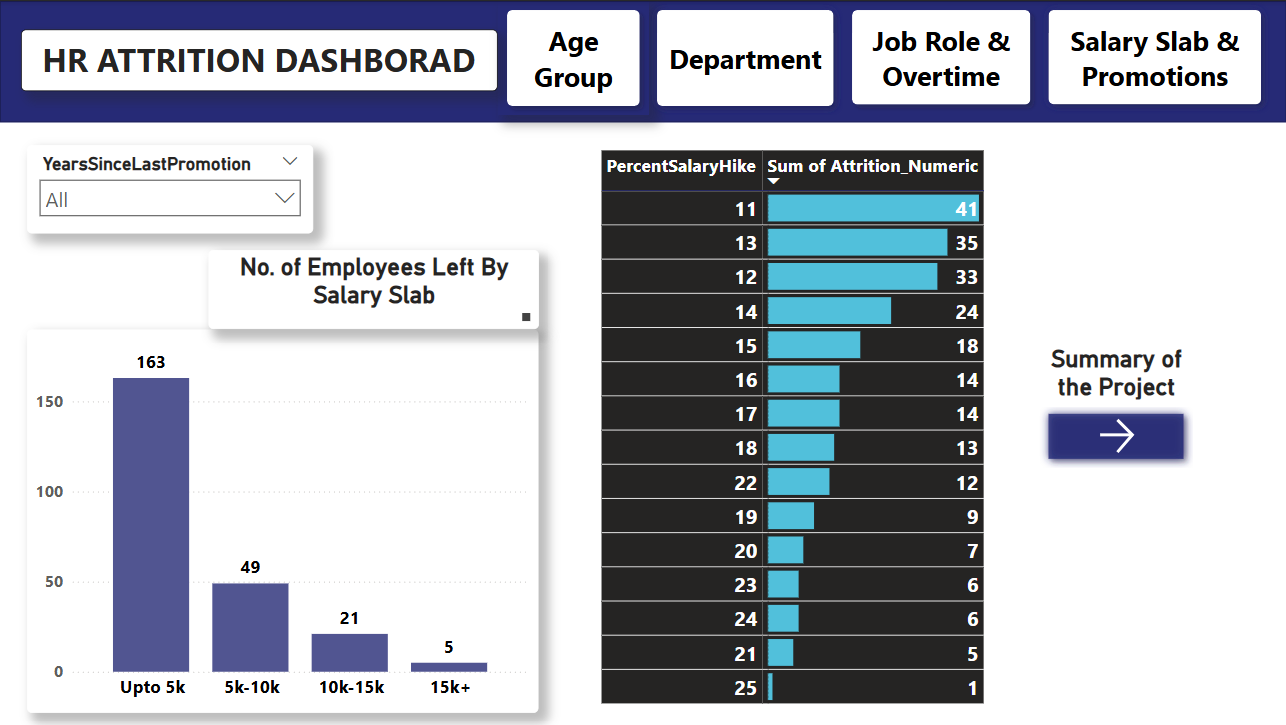 HR ATTRITION DASHBORAD
Age
Group
Department
Job Role &
Overtime
Salary Slab &
Promotions
YearsSinceLastPromotion
All
No. of Employees Left By
Salary Slab
163
150
100
50
0
49
21
5
Upto 5k 5k-10k 10k-15k 15k+
PercentSalaryHike Sum of Attrition_Numeric
11 41
13 35
12 33
14 24
15 18
16 14
17 14
18 13
22 12
19 9
20 7
23 6
24 6
21 5
25 1
Summary of
the Project